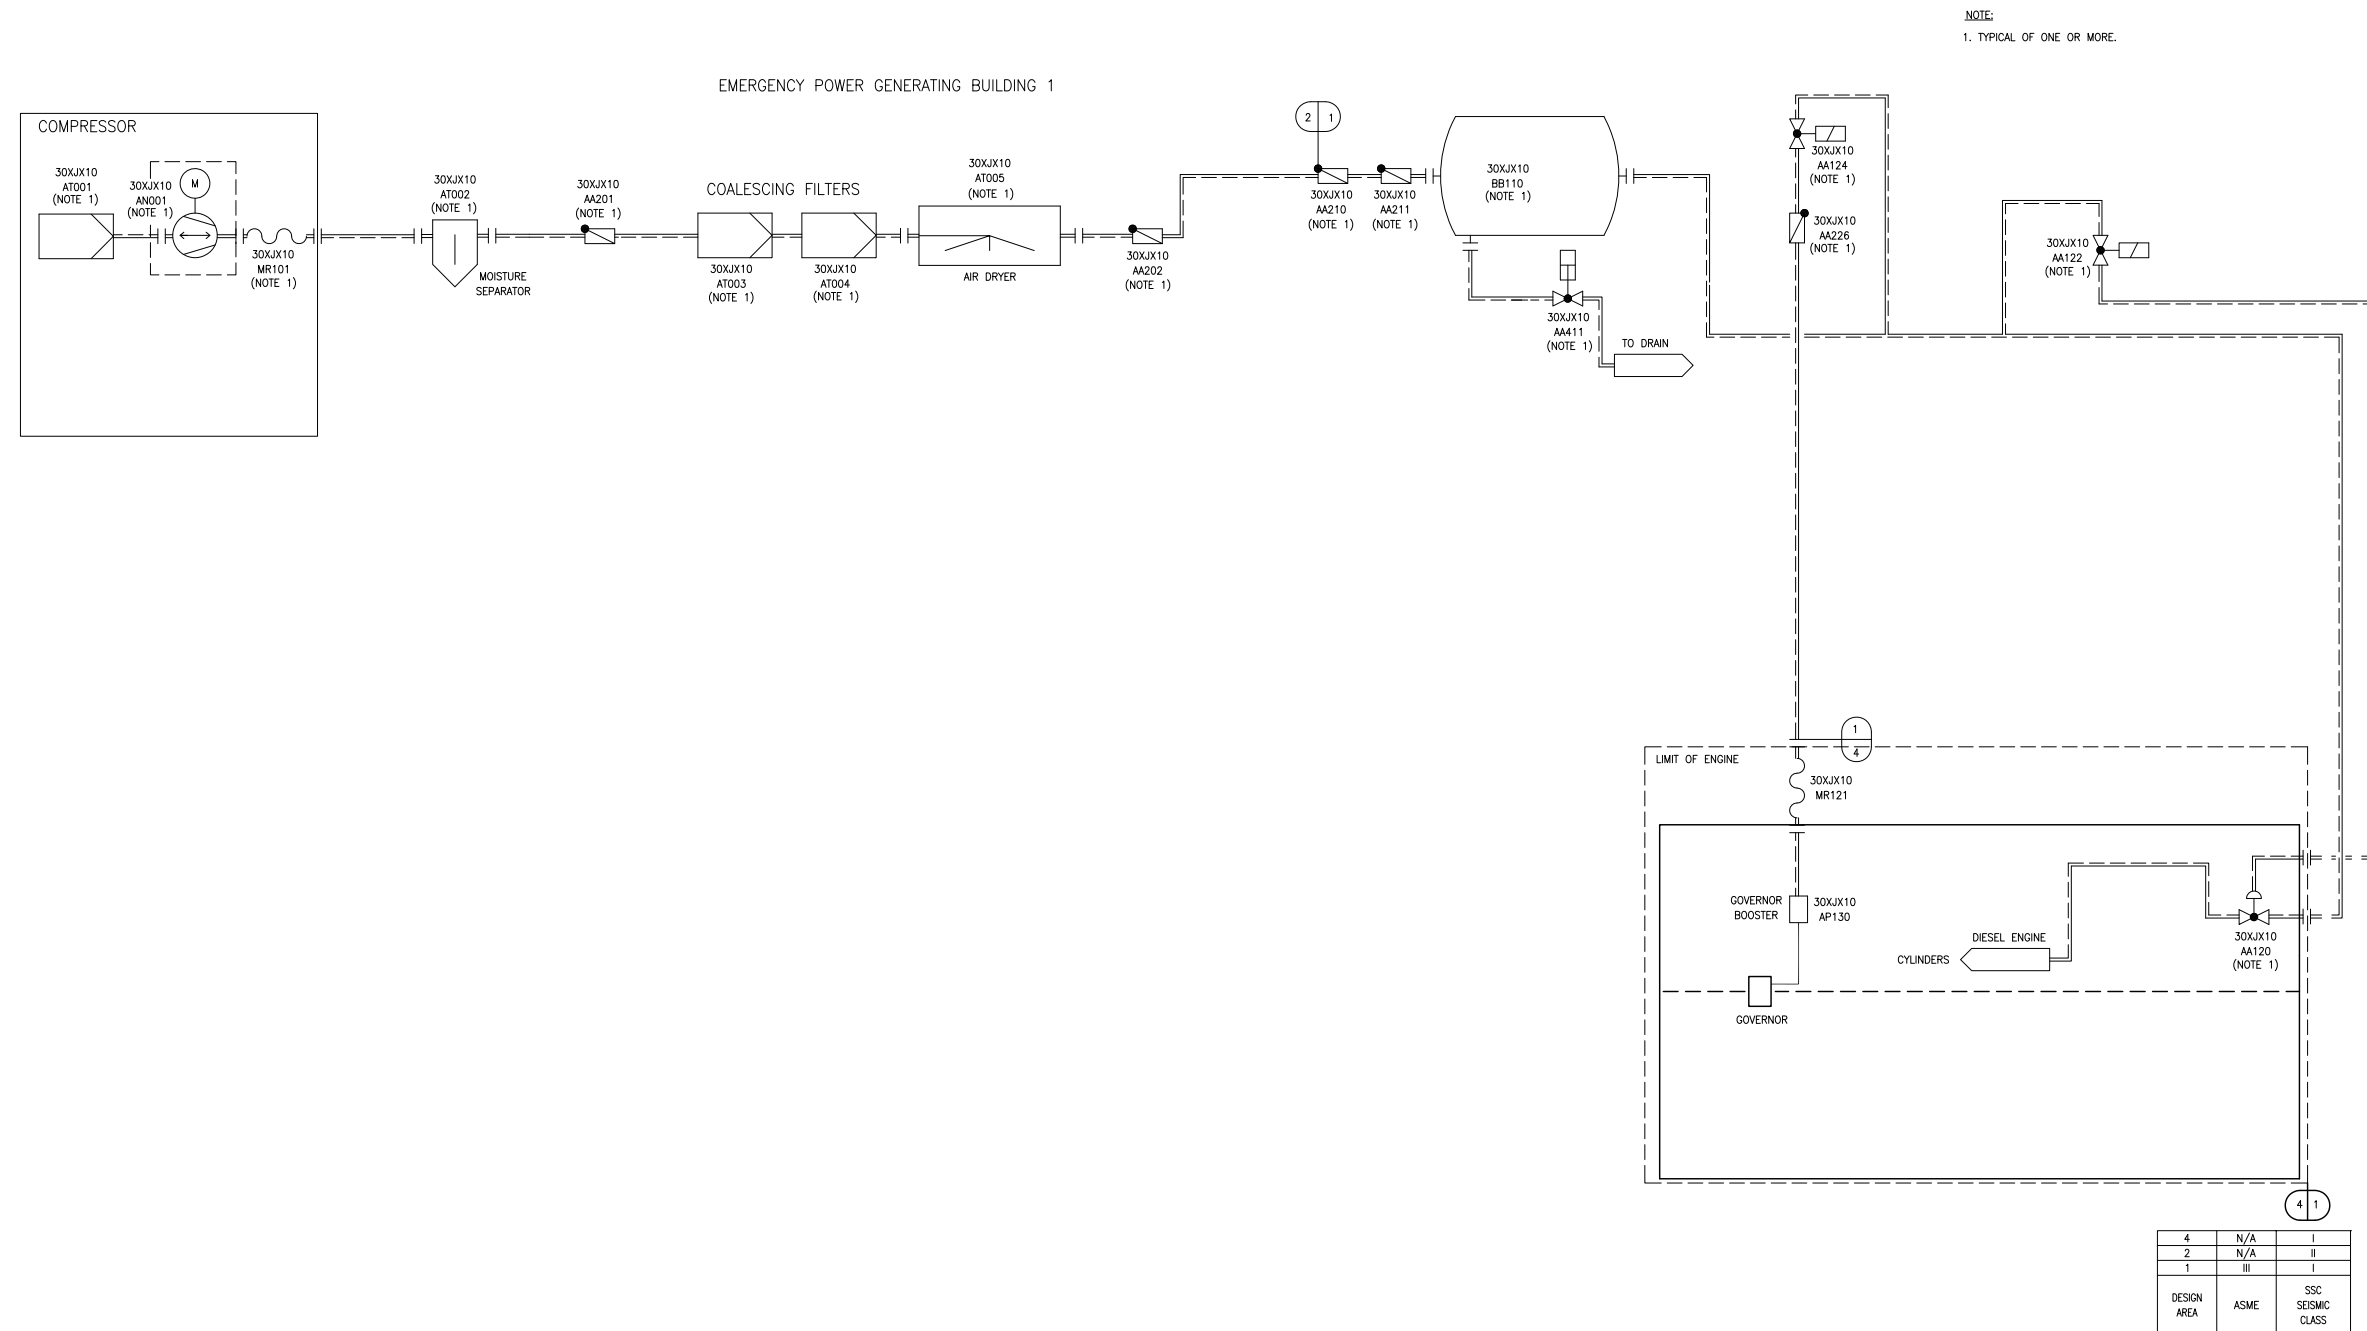 NOTE:
1. TYPICAL OF ONE OR MORE.
EMERGENCY POWER GENERATING BUILDING 1
COMPRESSOR
30XJX10
AT001
(NOTE 1)
30XJX10
AN001
(NOTE 1)
M
30XJX10
MR101
(NOTE 1)
30XJX10
AT002
(NOTE 1)
MOISTURE
SEPARATOR
30XJX10
AA201
(NOTE 1)
COALESCING FILTERS
30XJX10
AT003
(NOTE 1)
30XJX10
AT004
(NOTE 1)
30XJX10
AT005
(NOTE 1)
AIR DRYER
30XJX10
AA202
(NOTE 1)
2 1
30XJX10
AA210
(NOTE 1)
30XJX10
AA211
(NOTE 1)
30XJX10
BB110
(NOTE 1)
30XJX10
AA411
(NOTE 1)
TO DRAIN
30XJX10
AA124
(NOTE 1)
30XJX10
AA226
(NOTE 1)
30XJX10
AA122
(NOTE 1)
1
4
LIMIT OF ENGINE
30XJX10
MR121
GOVERNOR
BOOSTER
30XJX10
AP130
DIESEL ENGINE
CYLINDERS
30XJX10
AA120
(NOTE 1)
GOVERNOR
4 1
4 N/A I
2 N/A II
1 III I
DESIGN
AREA
ASME
SSC
SEISMIC
CLASS